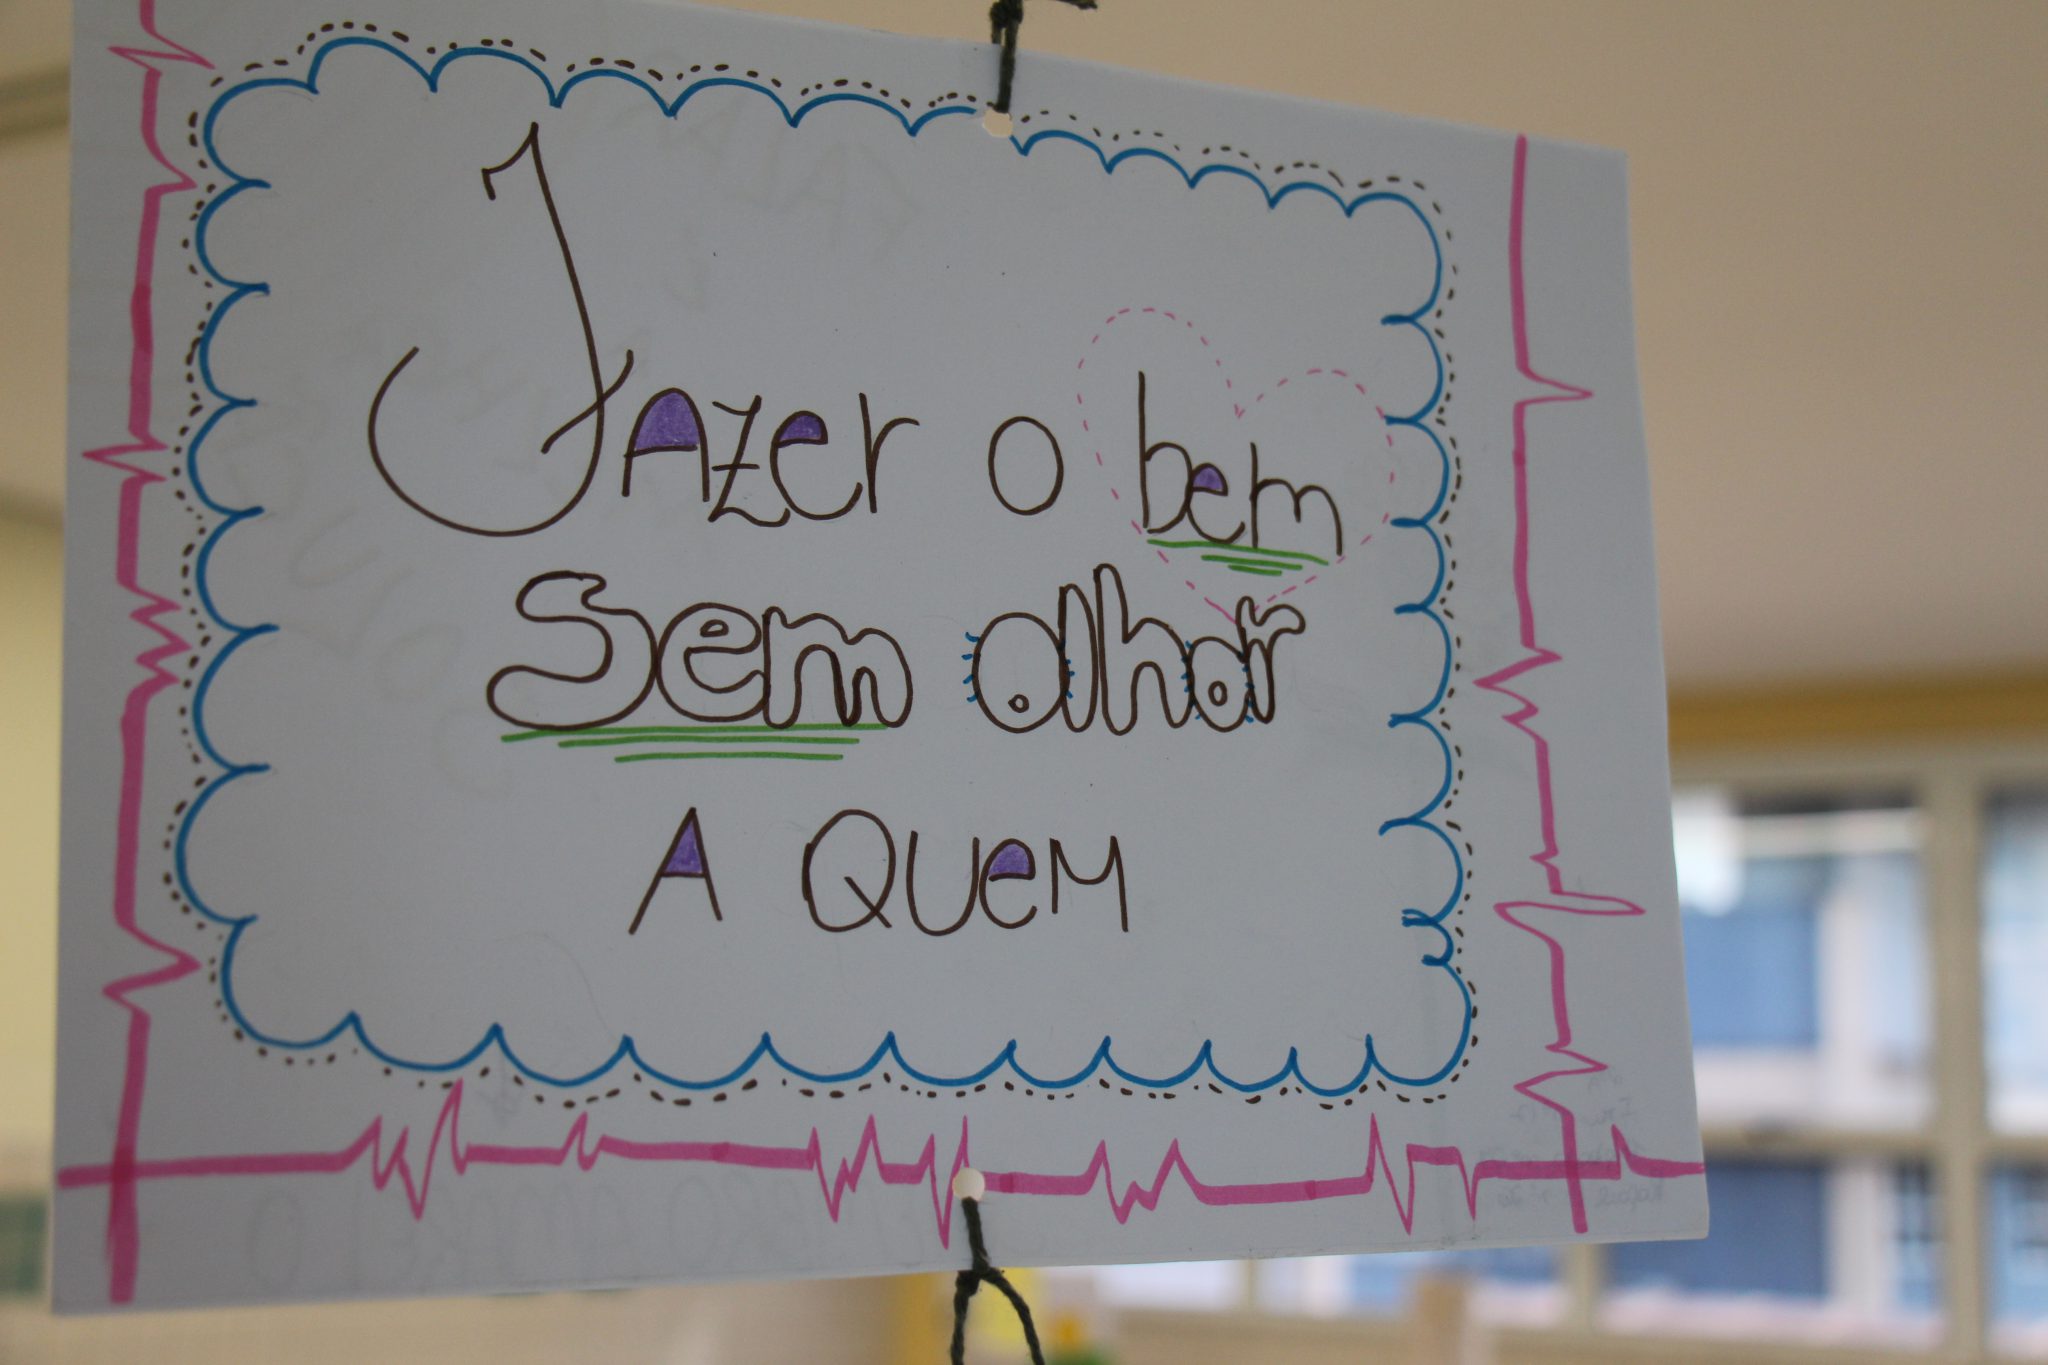 Fazer o bem
Sem olhar
A QUEM